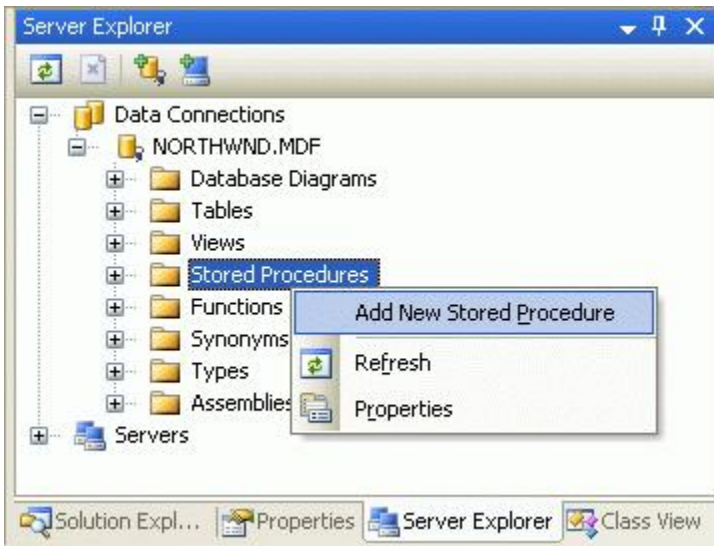 Server Explorer
Data Connections
NORTHWND.MDF
Database Diagrams
Tables
Views
Stored Procedures
Functions
Add New Stored Procedure
Synonyms
Refresh
Types
Assemblies
Properties
Servers
Solution Expl... Properties Server Explorer Class View